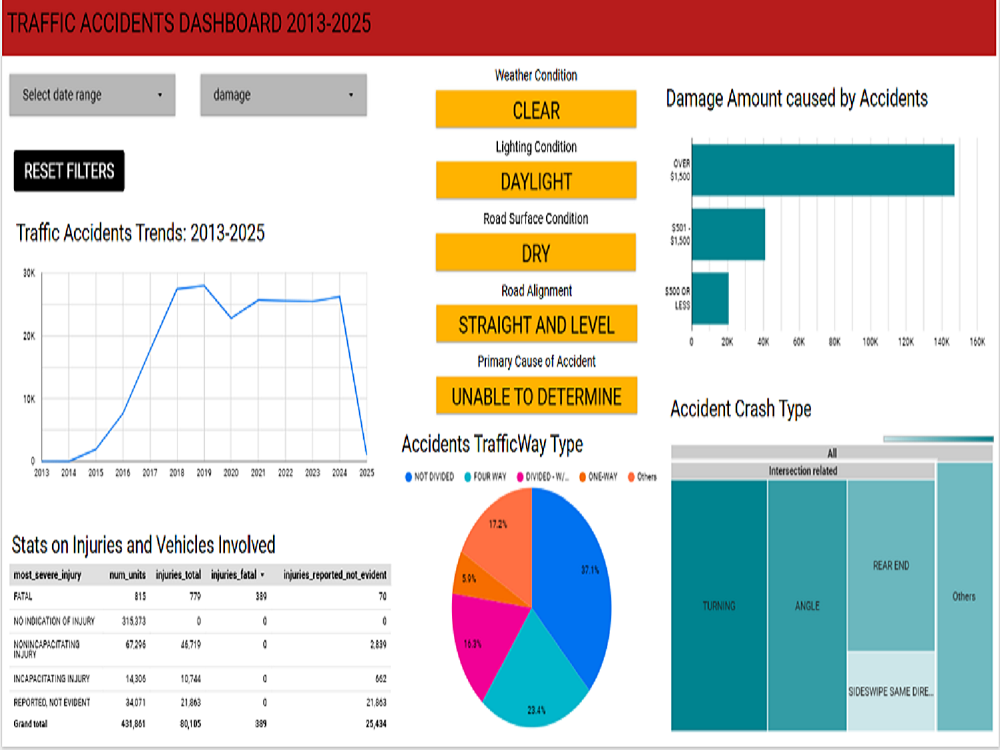 TRAFFIC ACCIDENTS DASHBOARD 2013-2025
Select date range
damage
RESET FILTERS
Traffic Accidents Trends: 2013-2025
30K
20K
10K
0
2013 2014 2015 2016 2017 2018 2019 2020 2021 2022 2023 2024 2025
Stats on Injuries and Vehicles Involved
most_severe_injury num_units injuries_total injuries_fatal injuries_reported_not_evident
FATAL 815 779 389 70
NO INDICATION OF INJURY 315,373 0 0 0
NONINCAPACITATING
INJURY 67,296 46,719 0 2,839
INCAPACITATING INJURY 14,306 10,744 0 662
REPORTED, NOT EVIDENT 34,071 21,863 0 21,863
Grand total 431,861 80,105 389 25,434
Weather Condition
CLEAR
Lighting Condition
DAYLIGHT
Road Surface Condition
DRY
Road Alignment
STRAIGHT AND LEVEL
Primary Cause of Accident
UNABLE TO DETERMINE
Accidents TrafficWay Type
NOT DIVIDED FOUR WAY DIVIDED - W/... ONE-WAY Others
17.2%
37.1%
5.9%
16.3%
23.4%
Damage Amount caused by Accidents
OVER
$1,500
$501 -
$1,500
$500 OR
LESS
0 20K 40K 60K 80K 100K 120K 140K 160K
Accident Crash Type
All
Intersection related
TURNING
ANGLE
REAR END
SIDESWIPE SAME DIRE...
Others